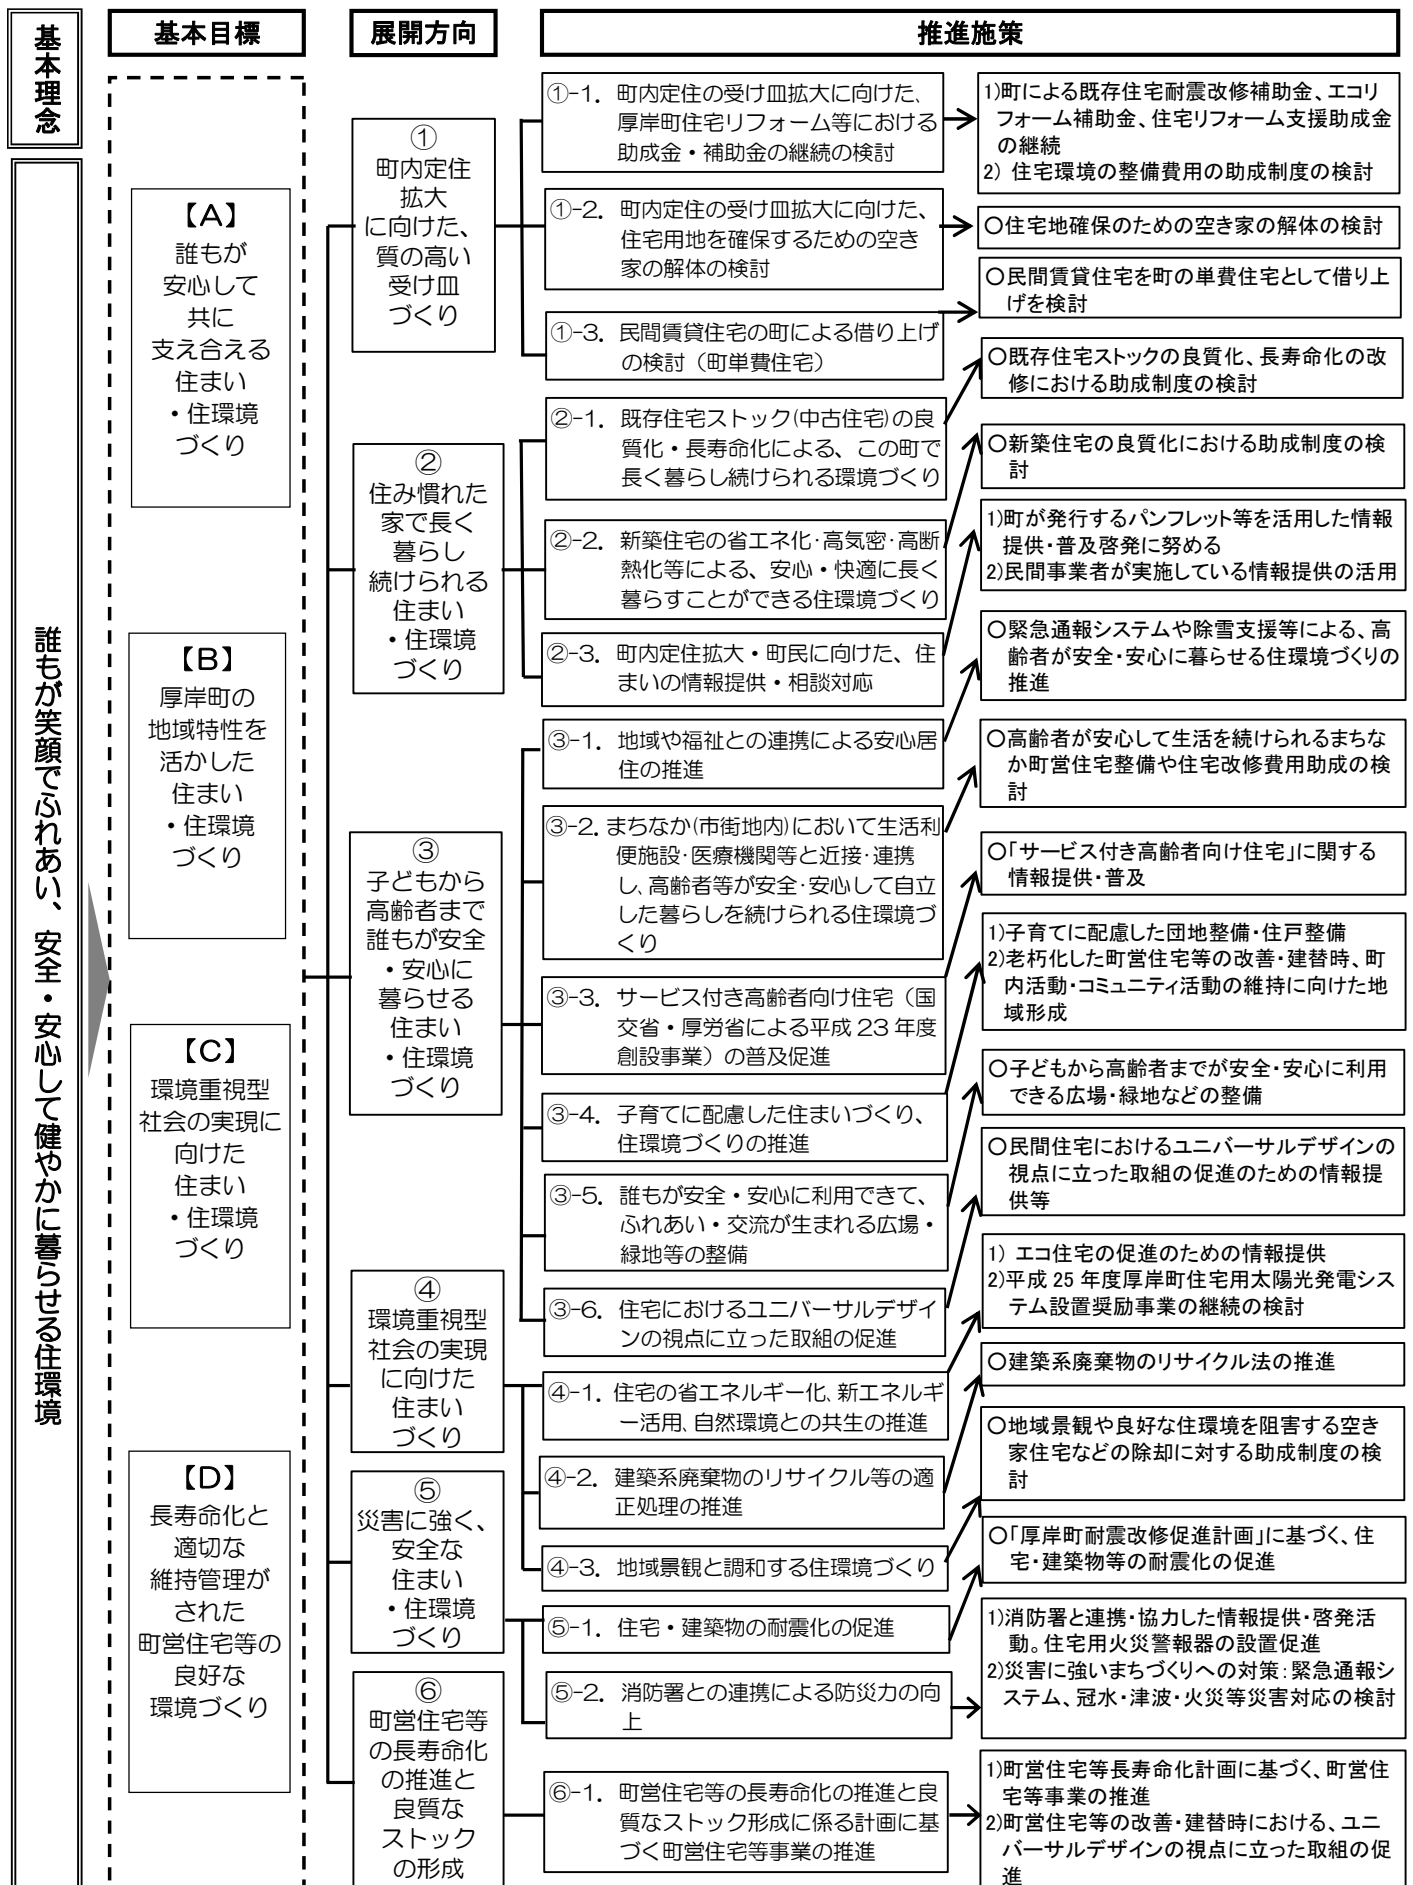 基本理念
誰もが笑顔でふれあい、安全・安心して健やかに暮らせる住環境
基本目標
【A】
誰もが
安心して
共に
支え合える
住まい
・住環境
づくり
【B】
厚岸町の
地域特性を
活かした
住まい
・住環境
づくり
【C】
環境重視型
社会の実現に
向けた
住まい
・住環境
づくり
【D】
長寿命化と
適切な
維持管理が
された
町営住宅等の
良好な
環境づくり
展開方向
①
町内定住
拡大
に向けた、
質の高い
受け皿
づくり
②
住み慣れた
家で長く
暮らし
続けられる
住まい
・住環境
づくり
③
子どもから
高齢者まで
誰もが安全
・安心に
暮らせる
住まい
・住環境
づくり
④
環境重視型
社会の実現
に向けた
住まい
づくり
⑤
災害に強く、
安全な
住まい
・住環境
づくり
⑥
町営住宅等
の長寿命化
の推進と
良質な
ストック
の形成
推進施策
①-1. 町内定住の受け皿拡大に向けた、
厚岸町住宅リフォーム等における
助成金・補助金の継続の検討
①-2. 町内定住の受け皿拡大に向けた、
住宅用地を確保するための空き
家の解体の検討
①-3. 民間賃貸住宅の町による借り上げ
の検討（町単費住宅）
②-1. 既存住宅ストック(中古住宅)の良
質化・長寿命化による、この町で
長く暮らし続けられる環境づくり
②-2. 新築住宅の省エネ化・高気密・高断
熱化等による、安心・快適に長く
暮らすことができる住環境づくり
②-3. 町内定住拡大・町民に向けた、住
まいの情報提供・相談対応
③-1. 地域や福祉との連携による安心居
住の推進
③-2. まちなか(市街地内)において生活利
便施設・医療機関等と近接・連携
し、高齢者等が安全・安心して自立
した暮らしを続けられる住環境づ
くり
③-3. サービス付き高齢者向け住宅（国
交省・厚労省による平成 23 年度
創設事業）の普及促進
③-4. 子育てに配慮した住まいづくり、
住環境づくりの推進
③-5. 誰もが安全・安心に利用できて、
ふれあい・交流が生まれる広場・
緑地等の整備
③-6. 住宅におけるユニバーサルデザイ
ンの視点に立った取組の促進
④-1. 住宅の省エネルギー化、新エネルギ
ー活用、自然環境との共生の推進
④-2. 建築系廃棄物のリサイクル等の適
正処理の推進
④-3. 地域景観と調和する住環境づくり
⑤-1. 住宅・建築物の耐震化の促進
⑤-2. 消防署との連携による防災力の向
上
⑥-1. 町営住宅等の長寿命化の推進と良
質なストック形成に係る計画に基
づく町営住宅等事業の推進
1)町による既存住宅耐震改修補助金、エコリ
フォーム補助金、住宅リフォーム支援助成金
の継続
2) 住宅環境の整備費用の助成制度の検討
○住宅地確保のための空き家の解体の検討
○民間賃貸住宅を町の単費住宅として借り上
げを検討
○既存住宅ストックの良質化、長寿命化の改
修における助成制度の検討
○新築住宅の良質化における助成制度の検
討
1)町が発行するパンフレット等を活用した情報
提供・普及啓発に努める
2)民間事業者が実施している情報提供の活用
○緊急通報システムや除雪支援等による、高
齢者が安全・安心に暮らせる住環境づくりの
推進
○高齢者が安心して生活を続けられるまちな
か町営住宅整備や住宅改修費用助成の検
討
○「サービス付き高齢者向け住宅」に関する
情報提供・普及
1)子育てに配慮した団地整備・住戸整備
2)老朽化した町営住宅等の改善・建替時、町
内活動・コミュニティ活動の維持に向けた地
域形成
○子どもから高齢者までが安全・安心に利用
できる広場・緑地などの整備
○民間住宅におけるユニバーサルデザインの
視点に立った取組の促進のための情報提
供等
1) エコ住宅の促進のための情報提供
2)平成 25 年度厚岸町住宅用太陽光発電シス
テム設置奨励事業の継続の検討
○建築系廃棄物のリサイクル法の推進
○地域景観や良好な住環境を阻害する空き
家住宅などの除却に対する助成制度の検
討
○「厚岸町耐震改修促進計画」に基づく、住
宅・建築物等の耐震化の促進
1)消防署と連携・協力した情報提供・啓発活
動。住宅用火災警報器の設置促進
2)災害に強いまちづくりへの対策：緊急通報シ
ステム、冠水・津波・火災等災害対応の検討
1)町営住宅等長寿命化計画に基づく、町営住
宅等事業の推進
2)町営住宅等の改善・建替時における、ユニ
バーサルデザインの視点に立った取組の促
進